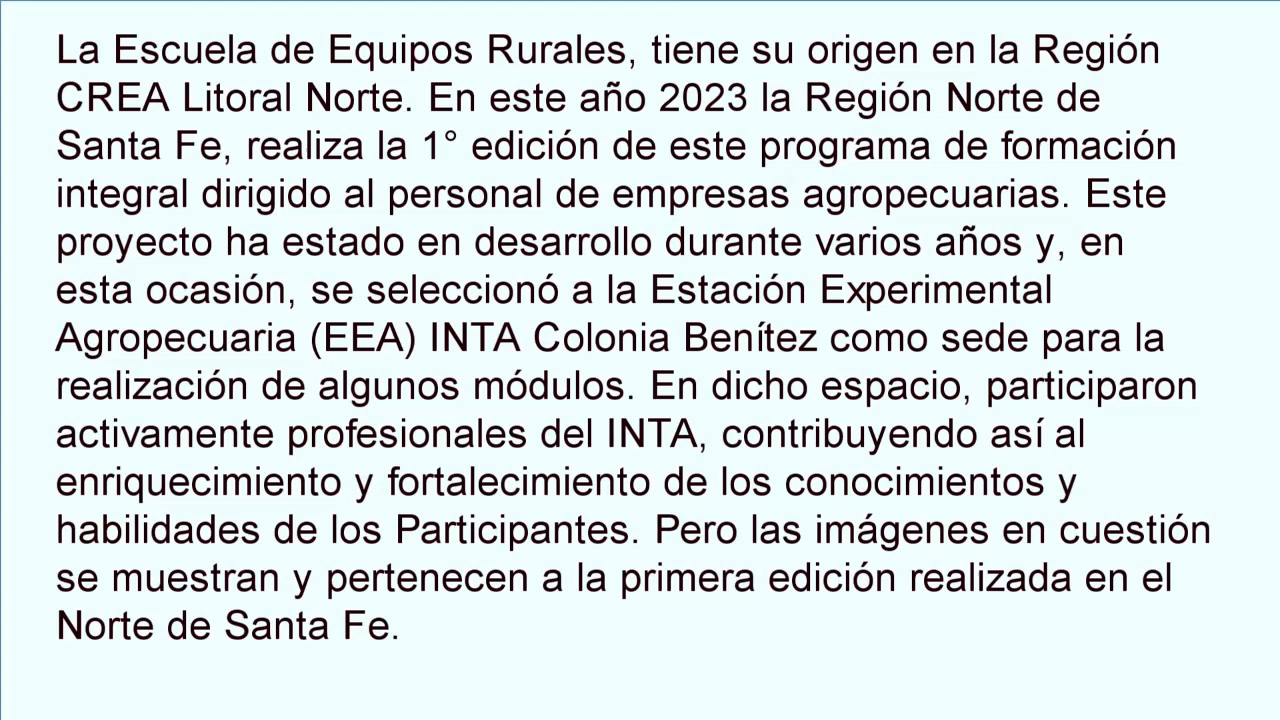 La Escuela de Equipos Rurales, tiene su origen en la Región
CREA Litoral Norte. En este año 2023 la Región Norte de
Santa Fe, realiza la 1° edición de este programa de formación
integral dirigido al personal de empresas agropecuarias. Este
proyecto ha estado en desarrollo durante varios años y, en
esta ocasión, se seleccionó a la Estación Experimental
Agropecuaria (EEA) INTA Colonia Benítez como sede para la
realización de algunos módulos. En dicho espacio, participaron
activamente profesionales del INTA, contribuyendo así al
enriquecimiento y fortalecimiento de los conocimientos y
habilidades de los Participantes. Pero las imágenes en cuestión
se muestran y pertenecen a la primera edición realizada en el
Norte de Santa Fe.